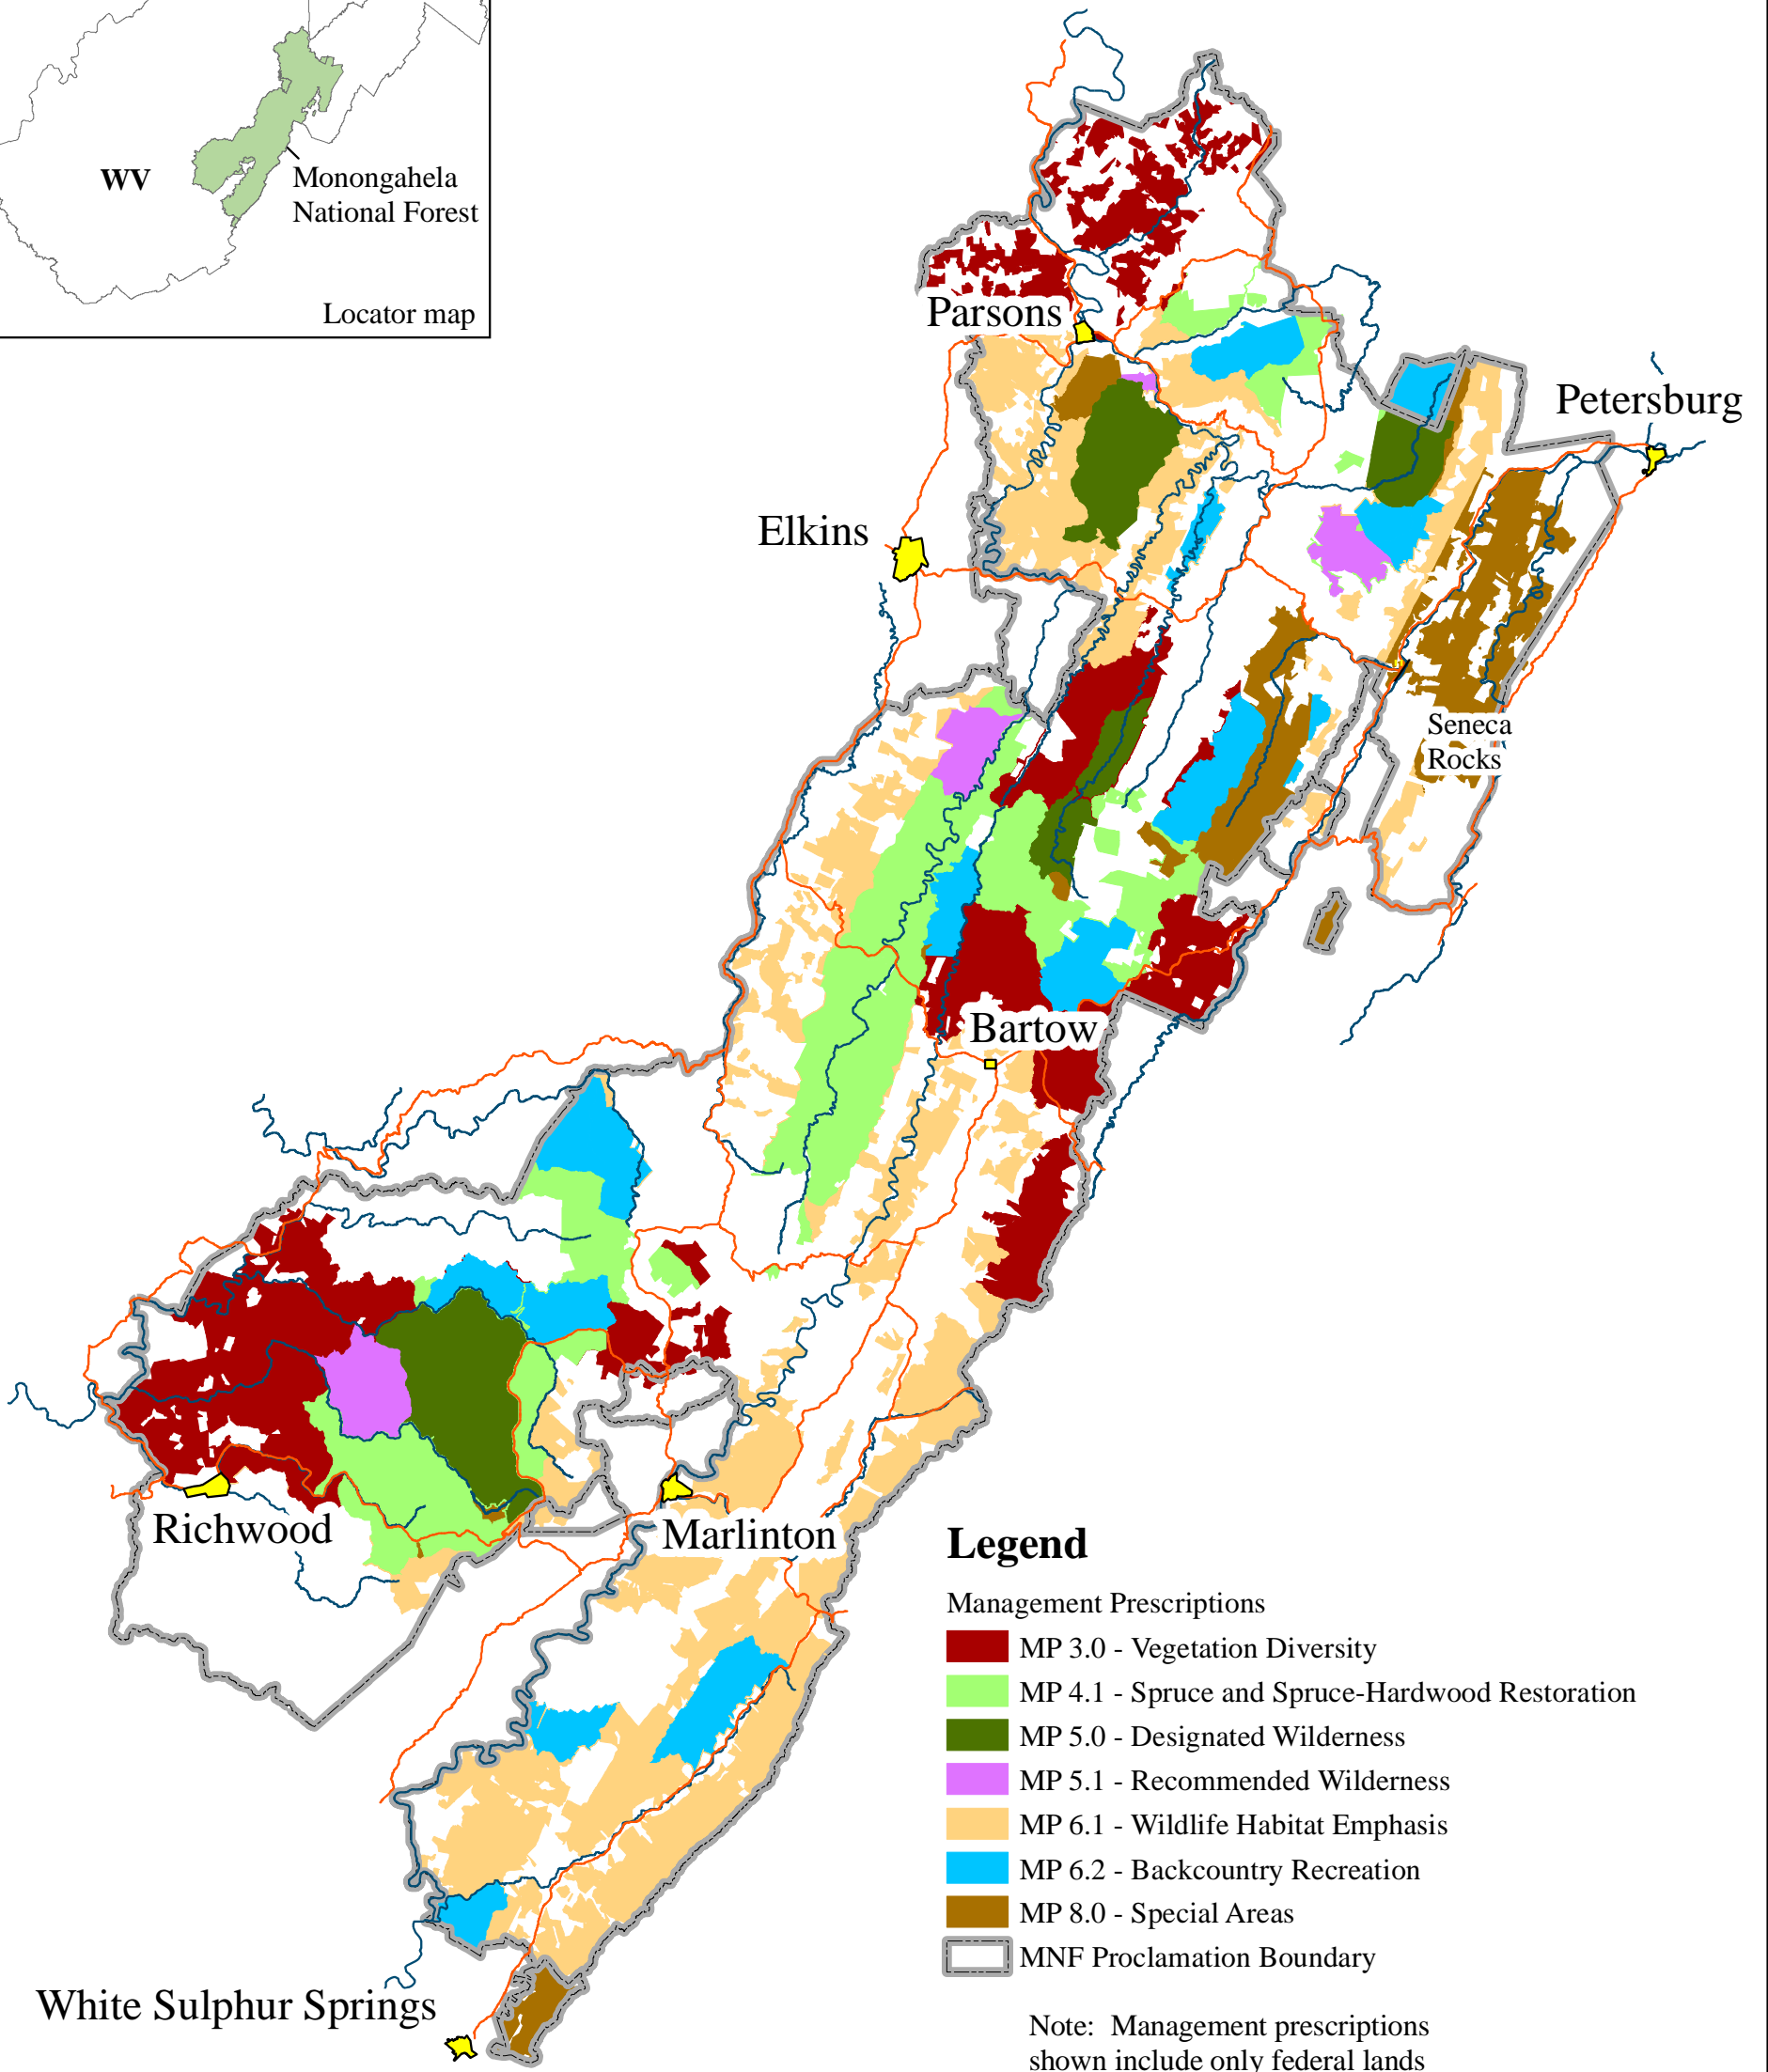 WV
Monongahela
National Forest
Locator map
Parsons
Petersburg
Elkins
Seneca
Rocks
Bartow
Richwood
Marlinton
White Sulphur Springs
Legend
Management Prescriptions
MP 3.0 - Vegetation Diversity
MP 4.1 - Spruce and Spruce-Hardwood Restoration
MP 5.0 - Designated Wilderness
MP 5.1 - Recommended Wilderness
MP 6.1 - Wildlife Habitat Emphasis
MP 6.2 - Backcountry Recreation
MP 8.0 - Special Areas
MNF Proclamation Boundary
Note: Management prescriptions
shown include only federal lands